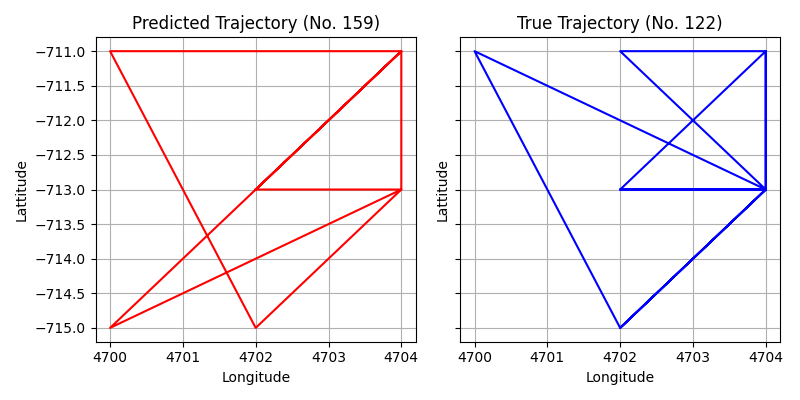 Predicted Trajectory (No. 159)
True Trajectory (No. 122)
Lattitude
−711.0
−711.5
−712.0
−712.5
−713.0
−713.5
−714.0
−714.5
−715.0
4700 4701 4702 4703 4704
Longitude
Lattitude
4700 4701 4702 4703 4704
Longitude